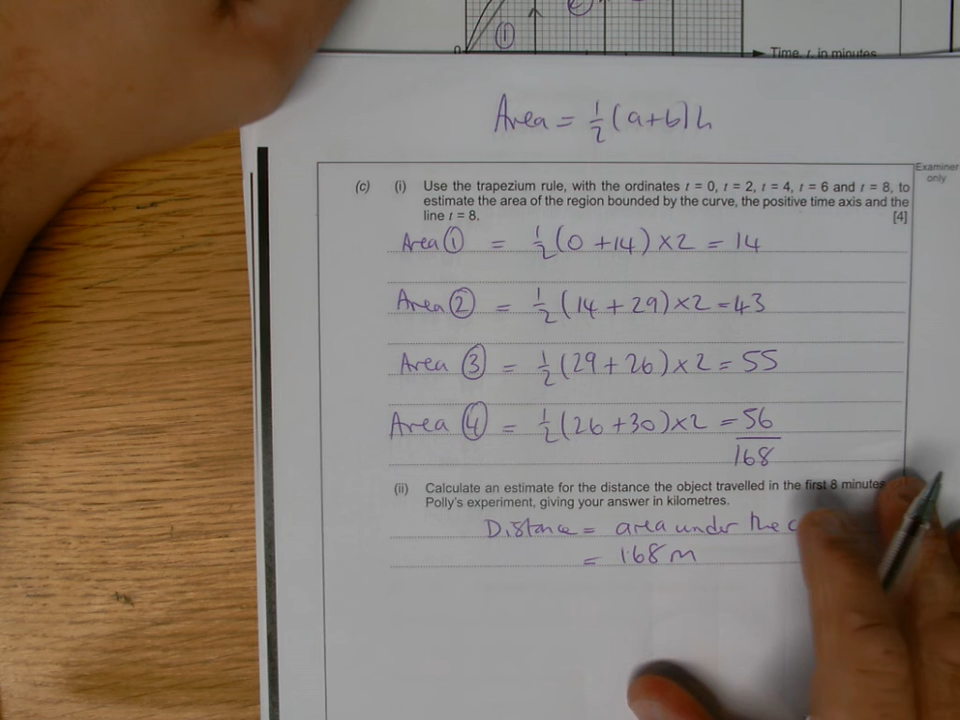 ①
0
Time, t, in minutes
Area = 1/2 (a+b)h
Examiner only
(c) (i) Use the trapezium rule, with the ordinates t = 0, t = 2, t = 4, t = 6 and t = 8, to
estimate the area of the region bounded by the curve, the positive time axis and the
line t = 8. [4]
Area ① = 1/2 (0 + 14) × 2 = 14
Area ② = 1/2 (14 + 29) × 2 = 43
Area ③ = 1/2 (29 + 26) × 2 = 55
Area ④ = 1/2 (26 + 30) × 2 = 56
168
(ii) Calculate an estimate for the distance the object travelled in the first 8 minutes
Polly's experiment, giving your answer in kilometres.
Distance = area under the
= 168 m